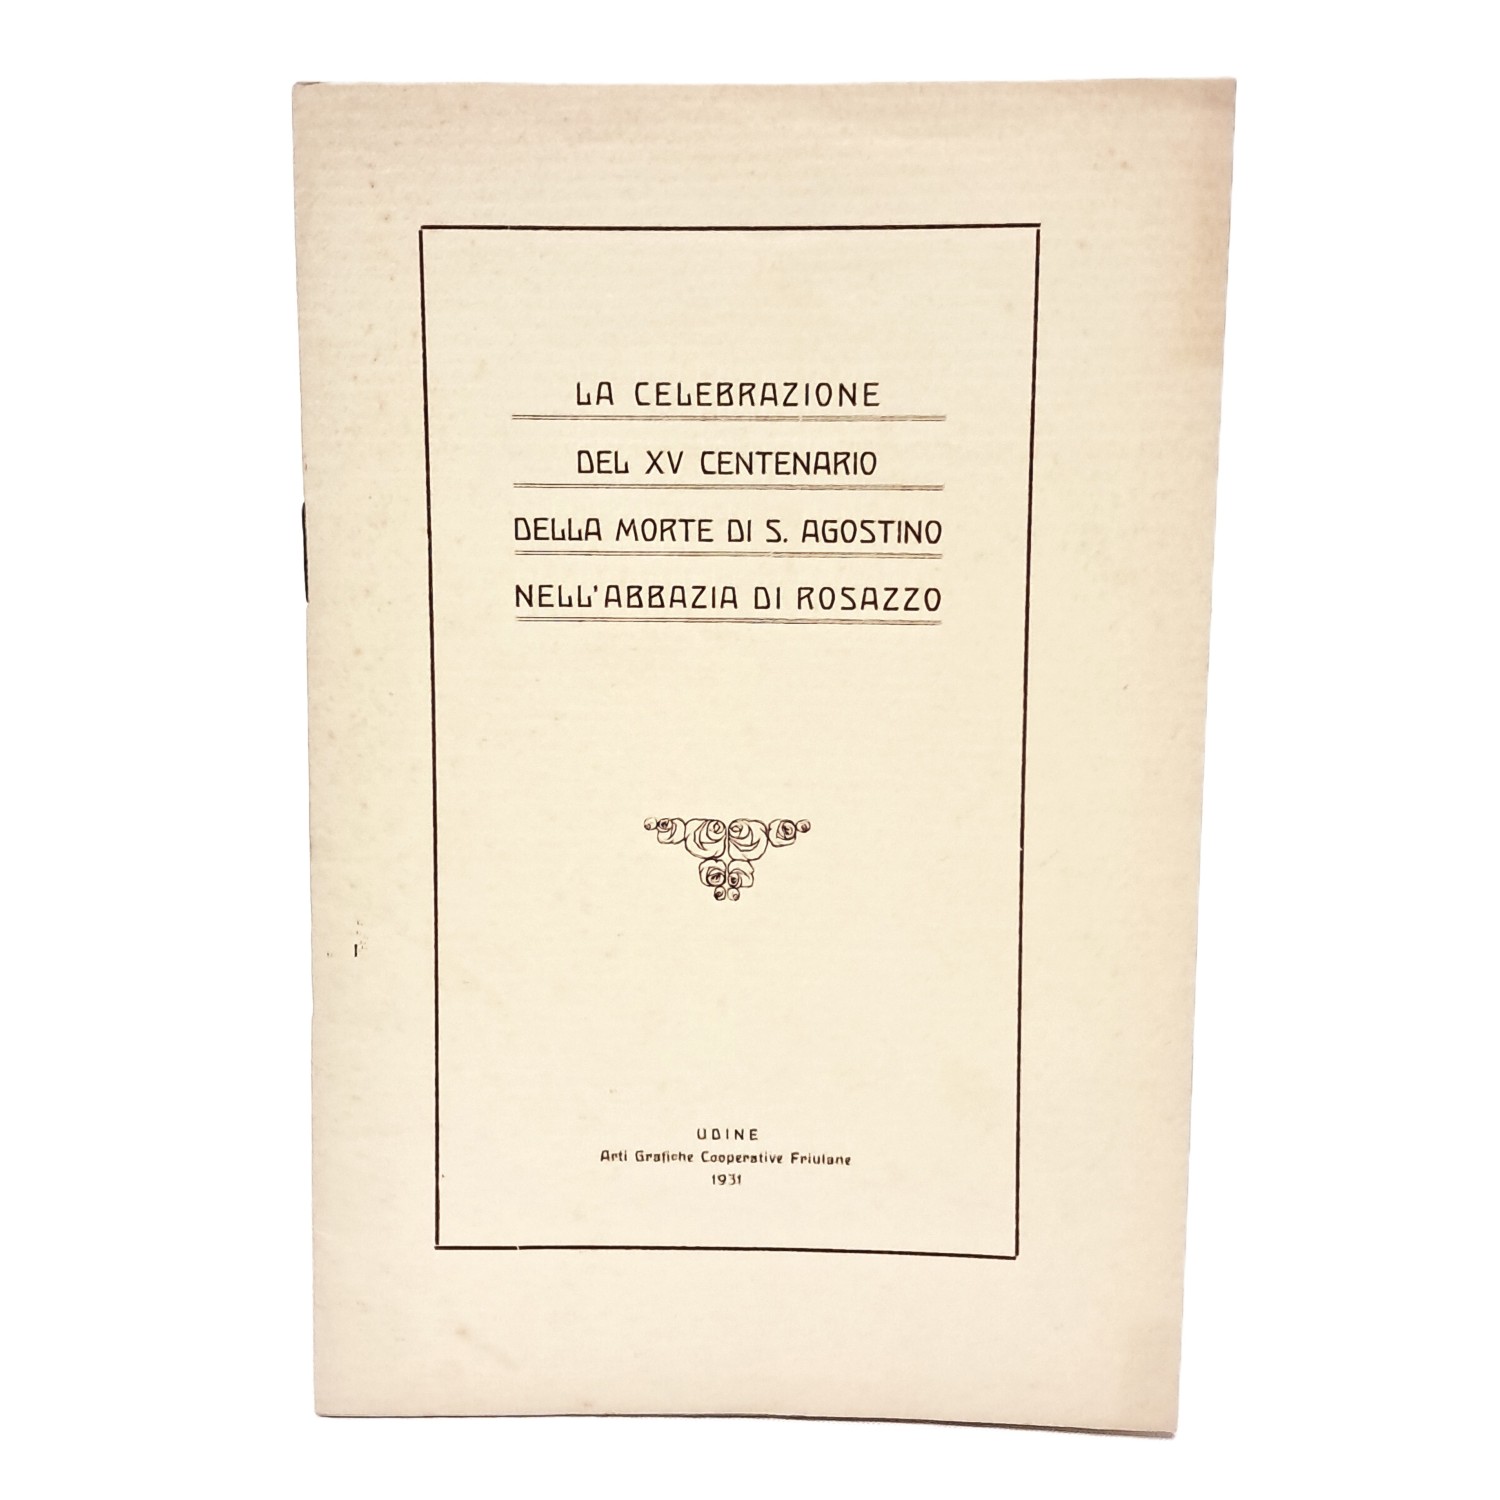 LA CELEBRAZIONE
DEL XV CENTENARIO
DELLA MORTE DI S. AGOSTINO
NELL'ABBAZIA DI ROSAZZO
UDINE
Arti Grafiche Cooperative Friulane
1931